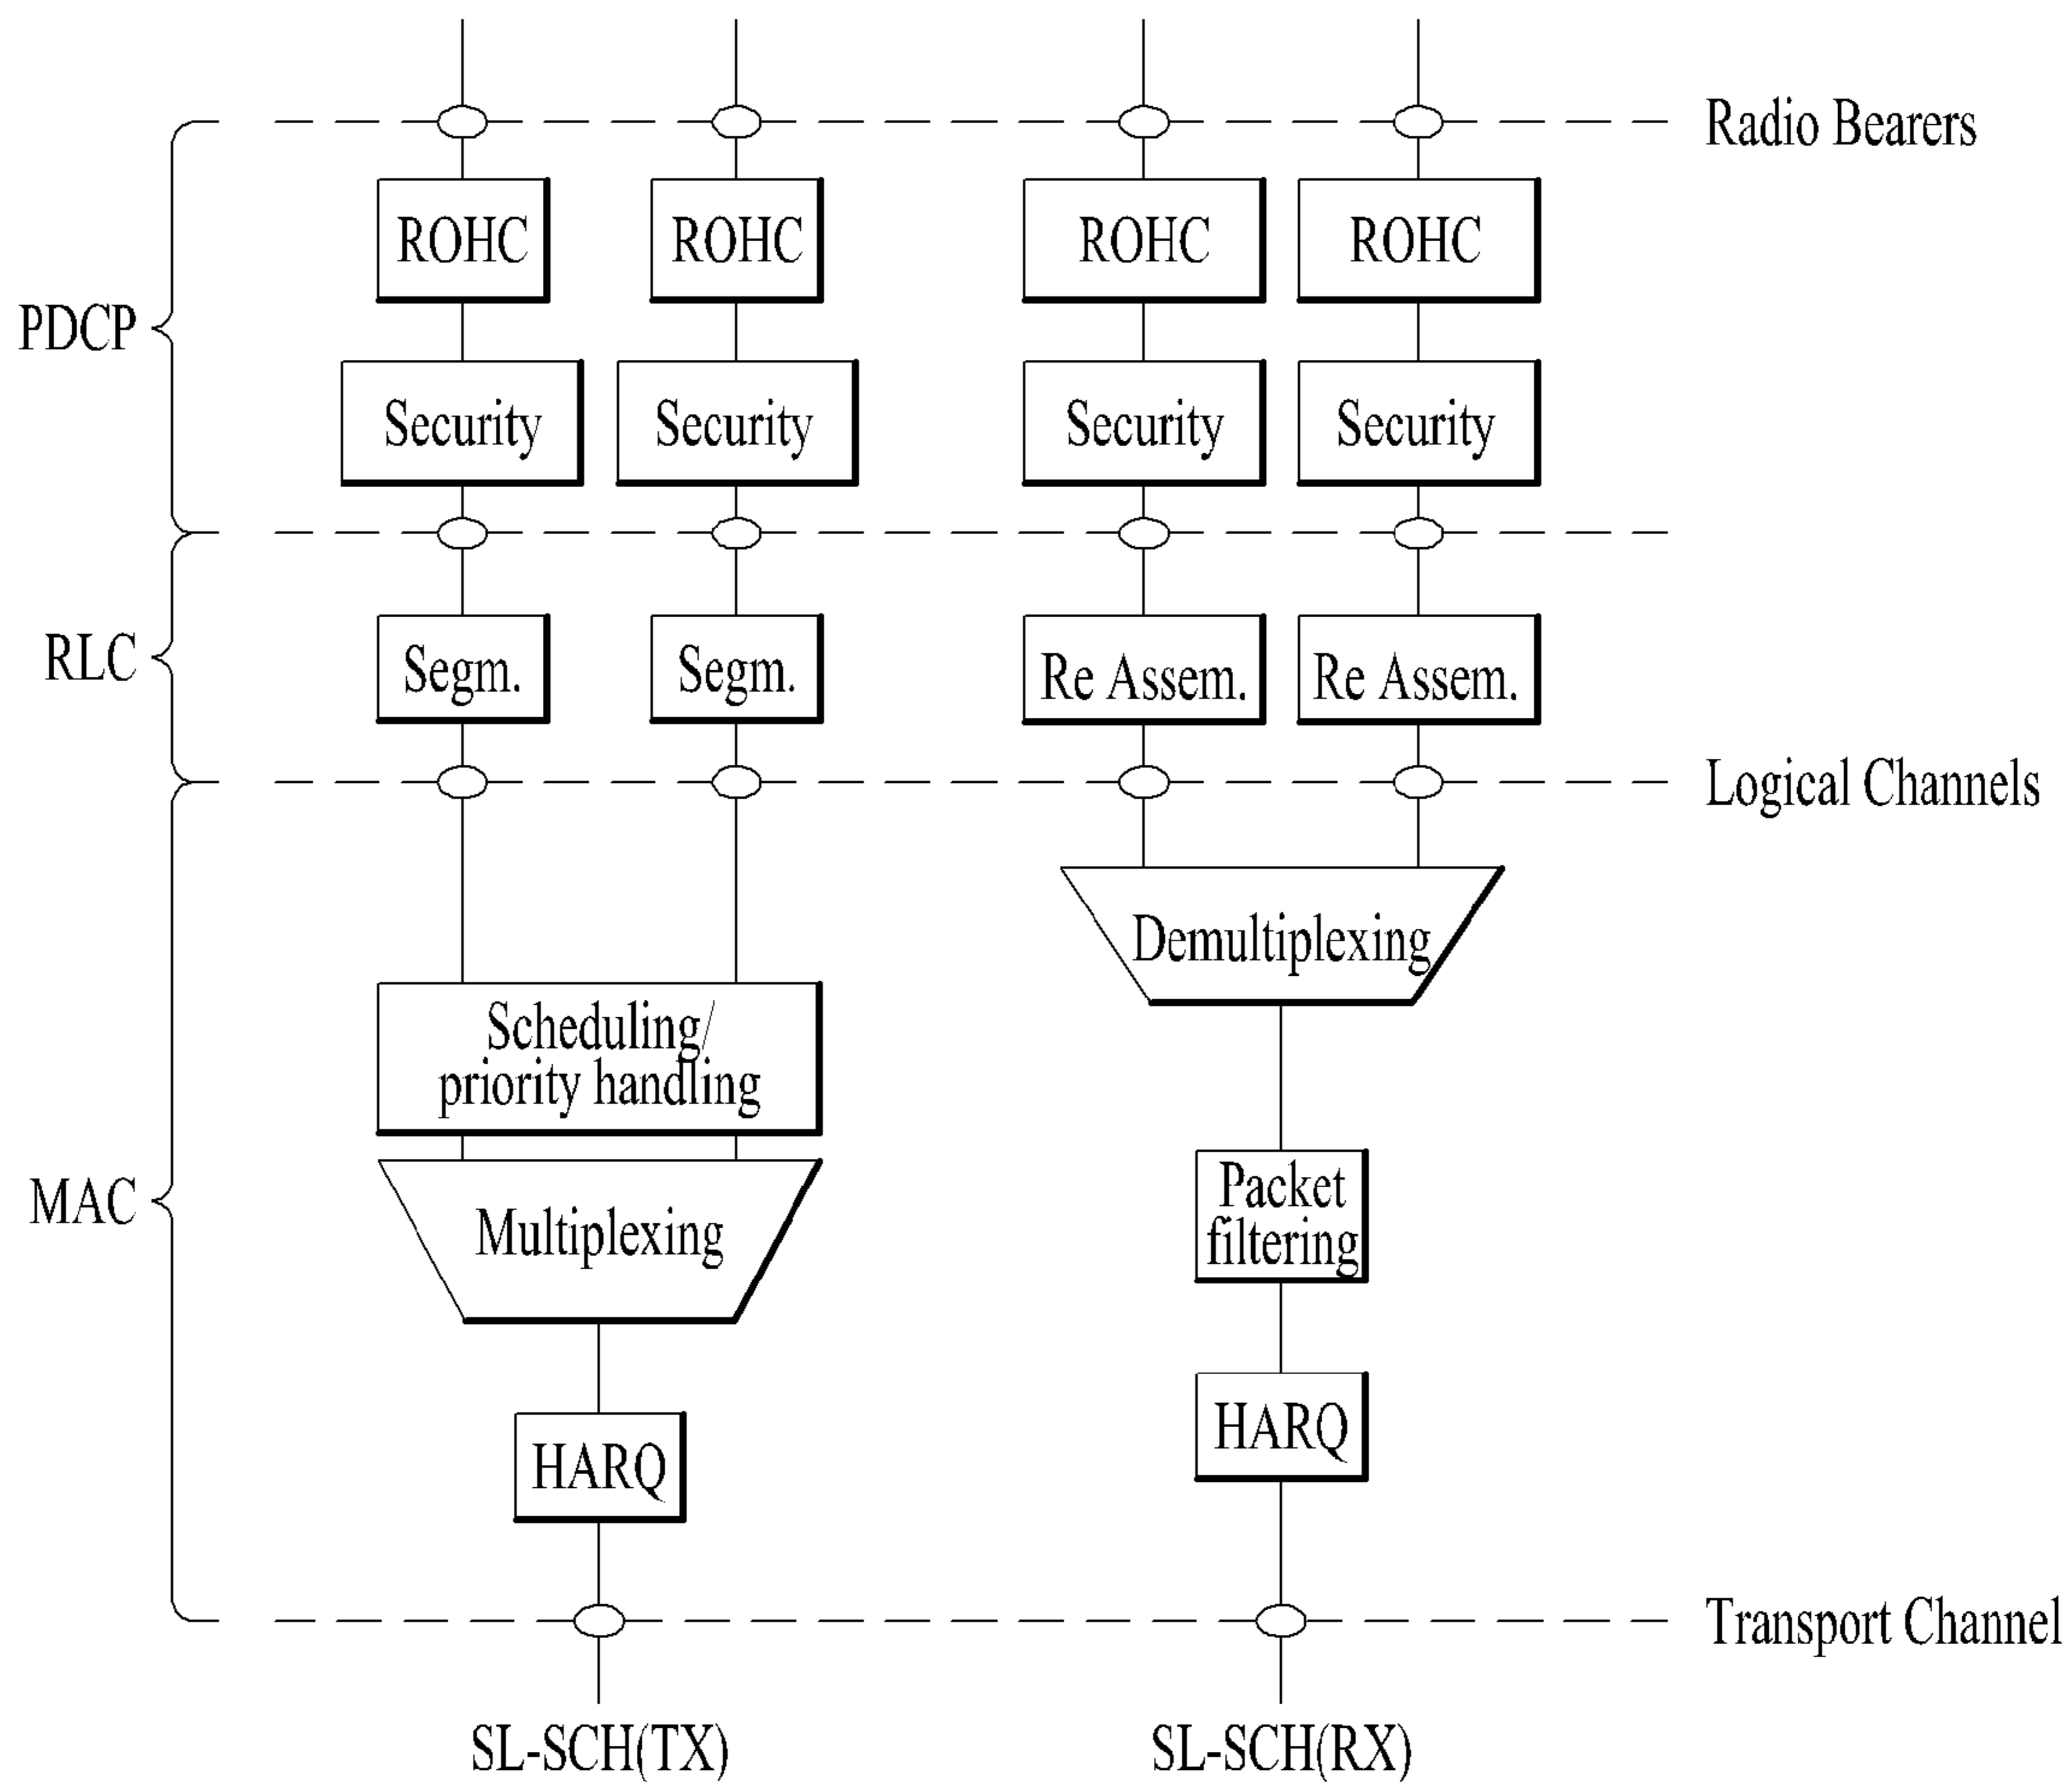 Radio Bearers
ROHC ROHC ROHC ROHC
PDCP
Security Security Security Security
RLC
Segm. Segm. Re Assem. Re Assem.
Logical Channels
Demultiplexing
Scheduling/
priority handling
MAC
Multiplexing
Packet
filtering
HARQ
HARQ
Transport Channel
SL-SCH(TX) SL-SCH(RX)